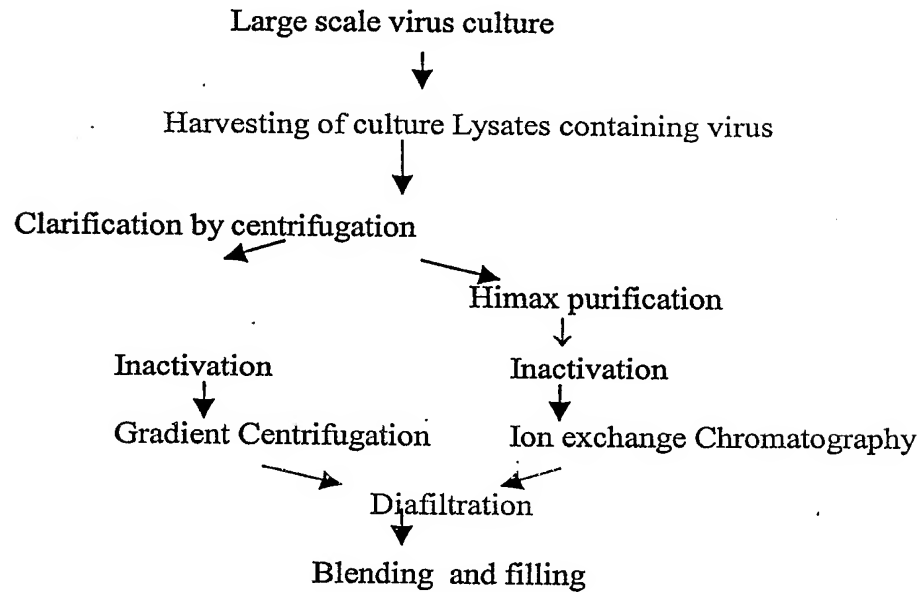 Large scale virus culture
Harvesting of culture Lysates containing virus
Clarification by centrifugation
Himax purification
Inactivation
Inactivation
Gradient Centrifugation
Ion exchange Chromatography
Diafiltration
Blending and filling